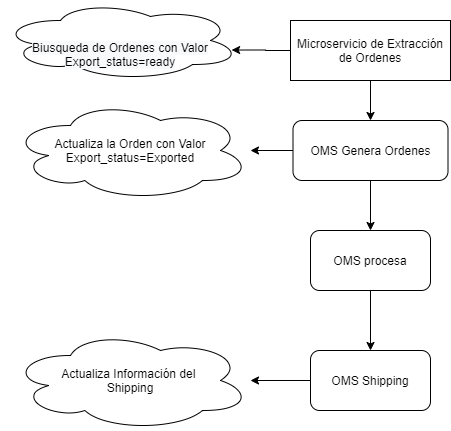 Biusqueda de Ordenes con Valor
Export_status=ready
Microservicio de Extracción
de Ordenes
Actualiza la Orden con Valor
Export_status=Exported
OMS Genera Ordenes
OMS procesa
Actualiza Información del
Shipping
OMS Shipping